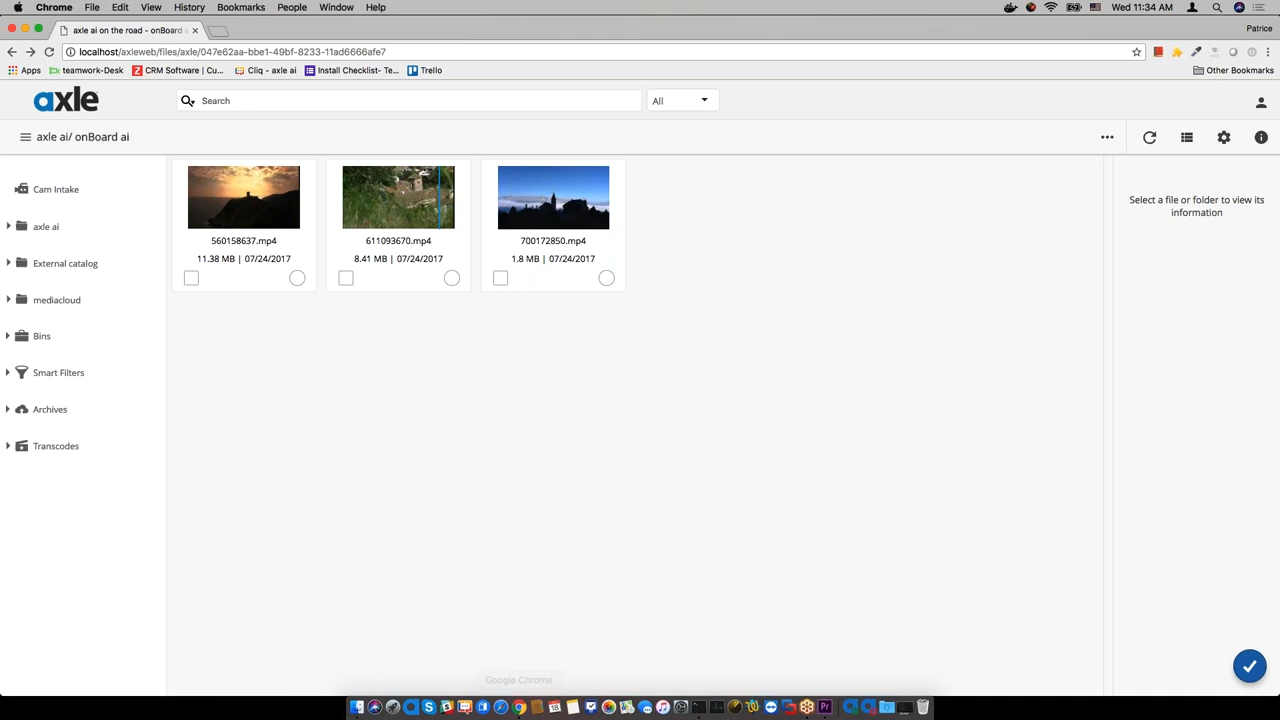 Chrome File Edit View History Bookmarks People Window Help Wed 11:34 AM
axle ai on the road - onBoard a Patrice
localhost/axleweb/files/axle/047e62aa-bbe1-49bf-8233-11ad6666afe7
Apps teamwork-Desk CRM Software | Cu... Cliq - axle ai Install Checklist- Te... Trello Other Bookmarks
axle Search All
axle ai/ onBoard ai
Cam Intake
axle ai
External catalog
mediacloud
Bins
Smart Filters
Archives
Transcodes
560158637.mp4
11.38 MB | 07/24/2017
611093670.mp4
8.41 MB | 07/24/2017
700172850.mp4
1.8 MB | 07/24/2017
Select a file or folder to view its
information
Google Chrome